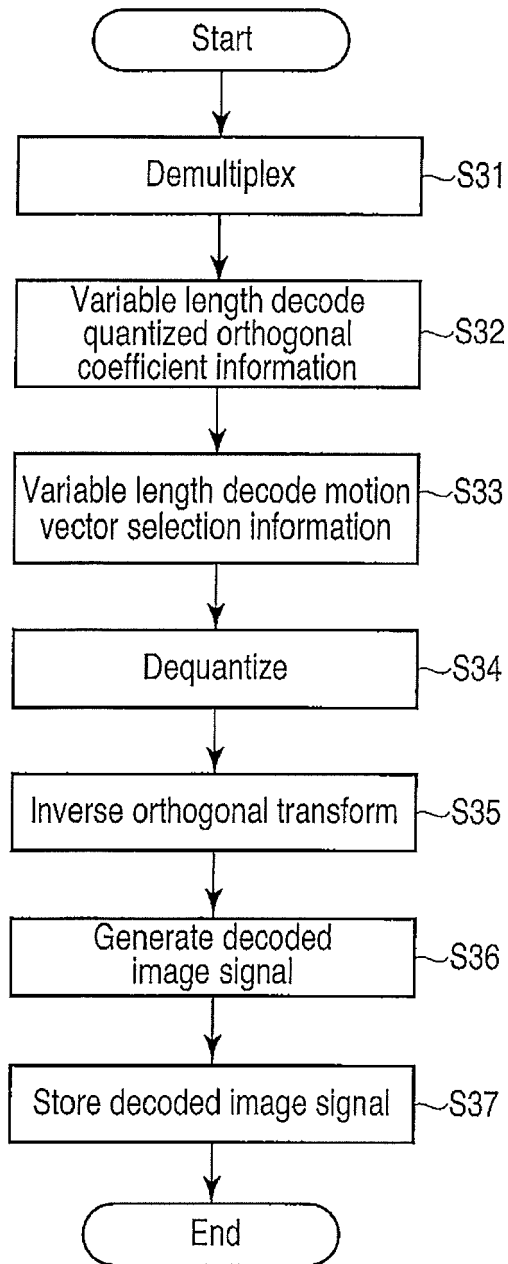 Start
Demultiplex
S31
Variable length decode
quantized orthogonal
coefficient information
S32
Variable length decode motion
vector selection information
S33
Dequantize
S34
Inverse orthogonal transform
S35
Generate decoded
image signal
S36
Store decoded image signal
S37
End